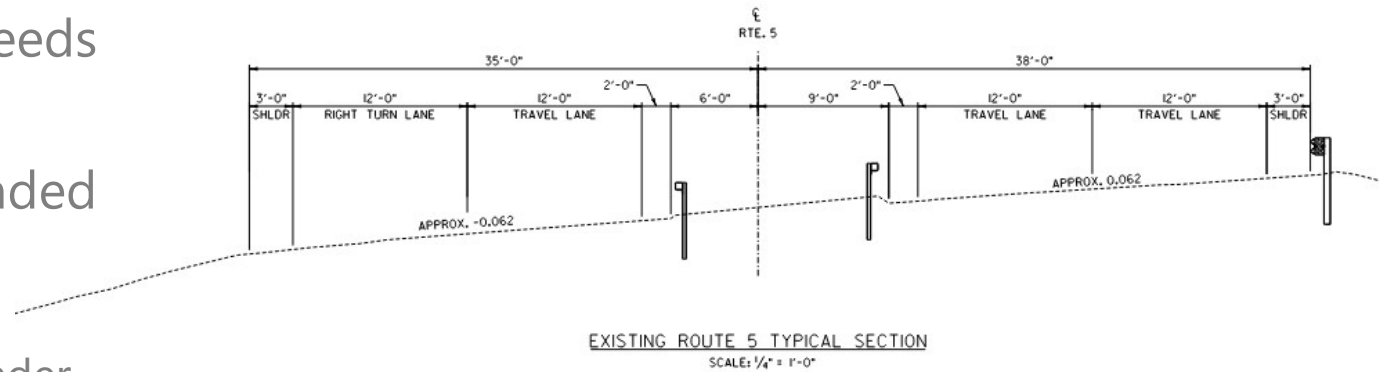 eeds
nded
nder
℄
RTE. 5
35'-0" 38'-0"
3'-0" 12'-0" 12'-0" 2'-0" 6'-0" 9'-0" 2'-0" 12'-0" 12'-0" 3'-0"
SHLDR RIGHT TURN LANE TRAVEL LANE TRAVEL LANE TRAVEL LANE SHLDR
APPROX. -0.062 APPROX. 0.062
EXISTING ROUTE 5 TYPICAL SECTION
SCALE: 1/4" = 1'-0"